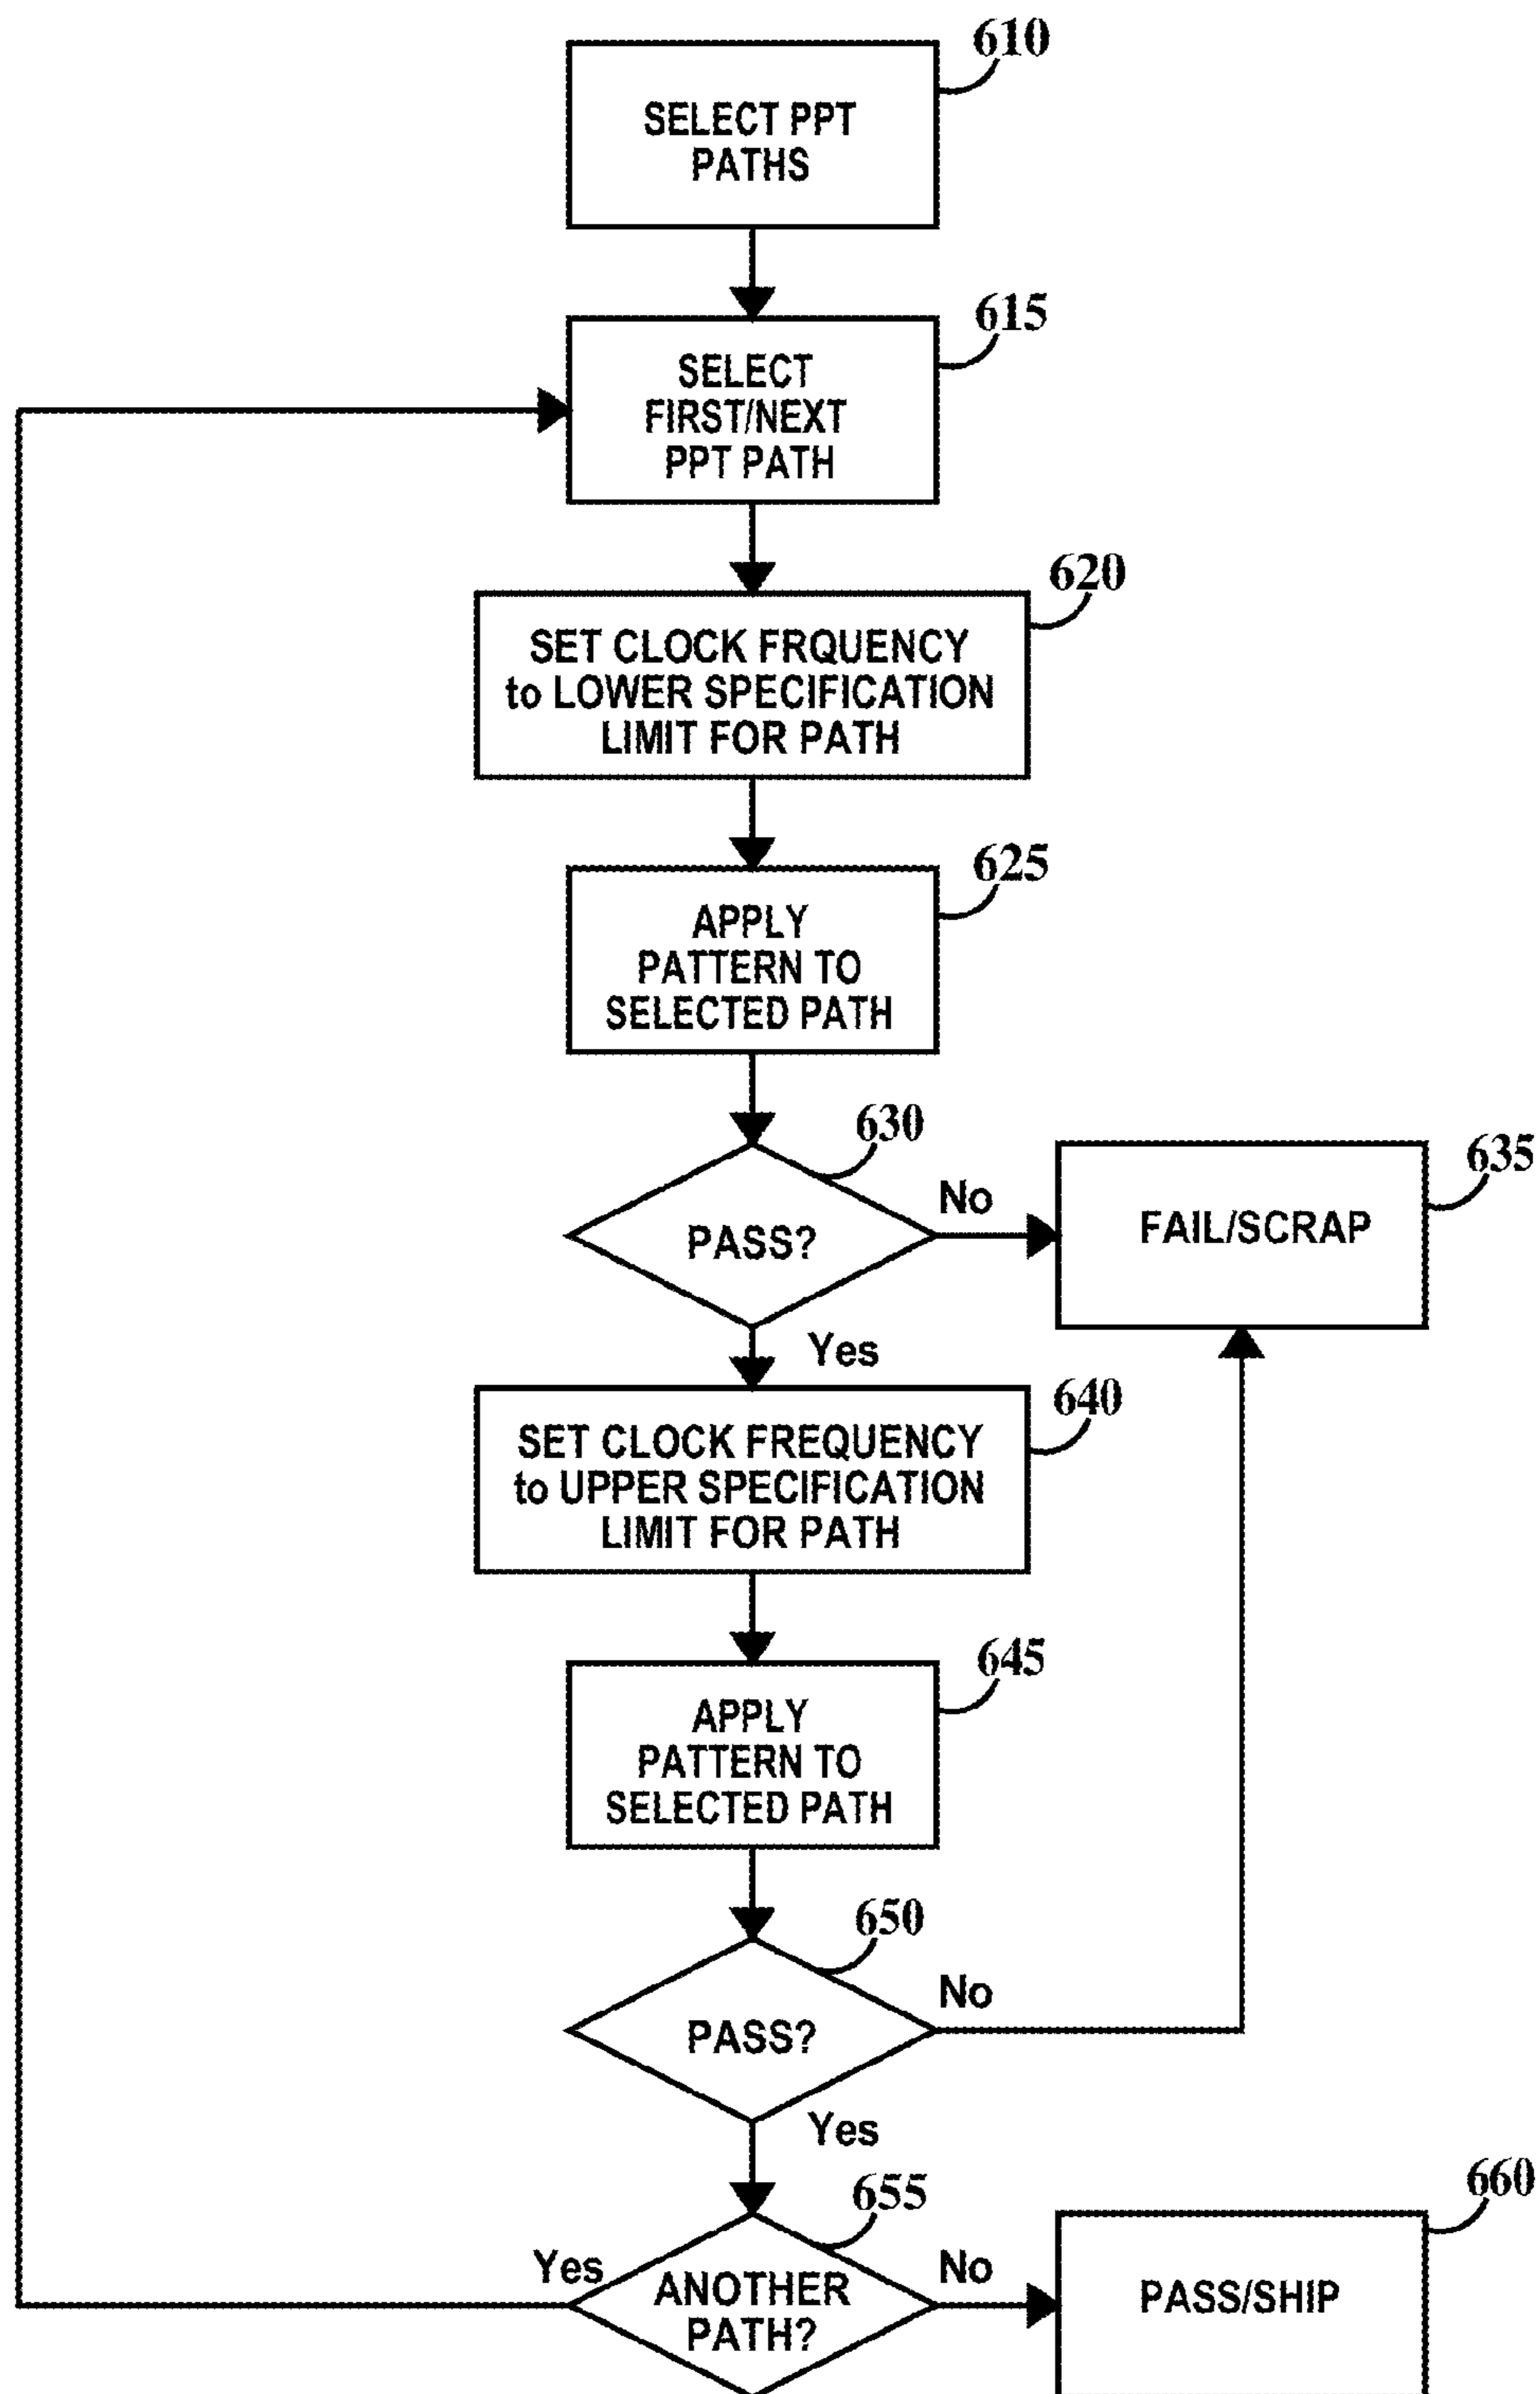 610
SELECT PPT
PATHS
615
SELECT
FIRST/NEXT
PPT PATH
620
SET CLOCK FRQUENCY
to LOWER SPECIFICATION
LIMIT FOR PATH
625
APPLY
PATTERN TO
SELECTED PATH
630
PASS?
No
635
FAIL/SCRAP
Yes
640
SET CLOCK FREQUENCY
to UPPER SPECIFICATION
LIMIT FOR PATH
645
APPLY
PATTERN TO
SELECTED PATH
650
PASS?
No
Yes
655
Yes
ANOTHER
PATH?
No
660
PASS/SHIP